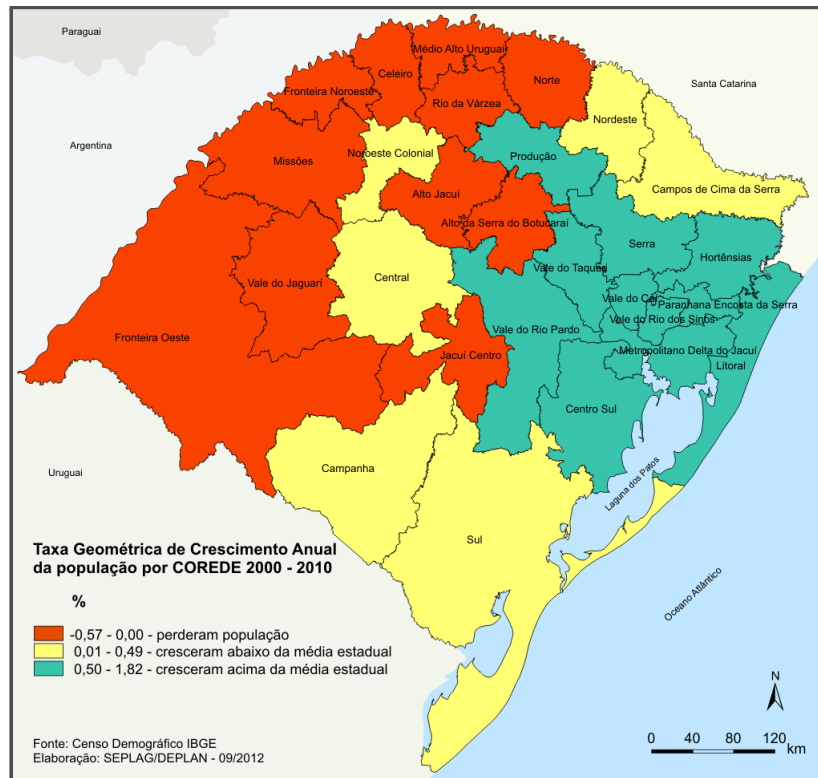 Paraguai
Médio Alto Uruguai
Celeiro
Norte
Santa Catarina
Fronteira Noroeste
Rio da Várzea
Nordeste
Argentina
Noroeste Colonial
Produção
Missões
Campos de Cima da Serra
Alto Jacuí
Alto da Serra do Botucaraí
Serra
Hortênsias
Vale do Taquari
Central
Vale do Jaguari
Vale do Caí
Paranhana Encosta da Serra
Vale do Rio dos Sinos
Vale do Rio Pardo
Fronteira Oeste
Metropolitano Delta do Jacuí
Jacuí Centro
Litoral
Centro Sul
Campanha
Uruguai
Laguna dos Patos
Sul
Taxa Geométrica de Crescimento Anual
da população por COREDE 2000 - 2010
Oceano Atlântico
%
-0,57 - 0,00 - perderam população
0,01 - 0,49 - cresceram abaixo da média estadual
0,50 - 1,82 - cresceram acima da média estadual
N
Fonte: Censo Demográfico IBGE
Elaboração: SEPLAG/DEPLAN - 09/2012
0 40 80 120
km